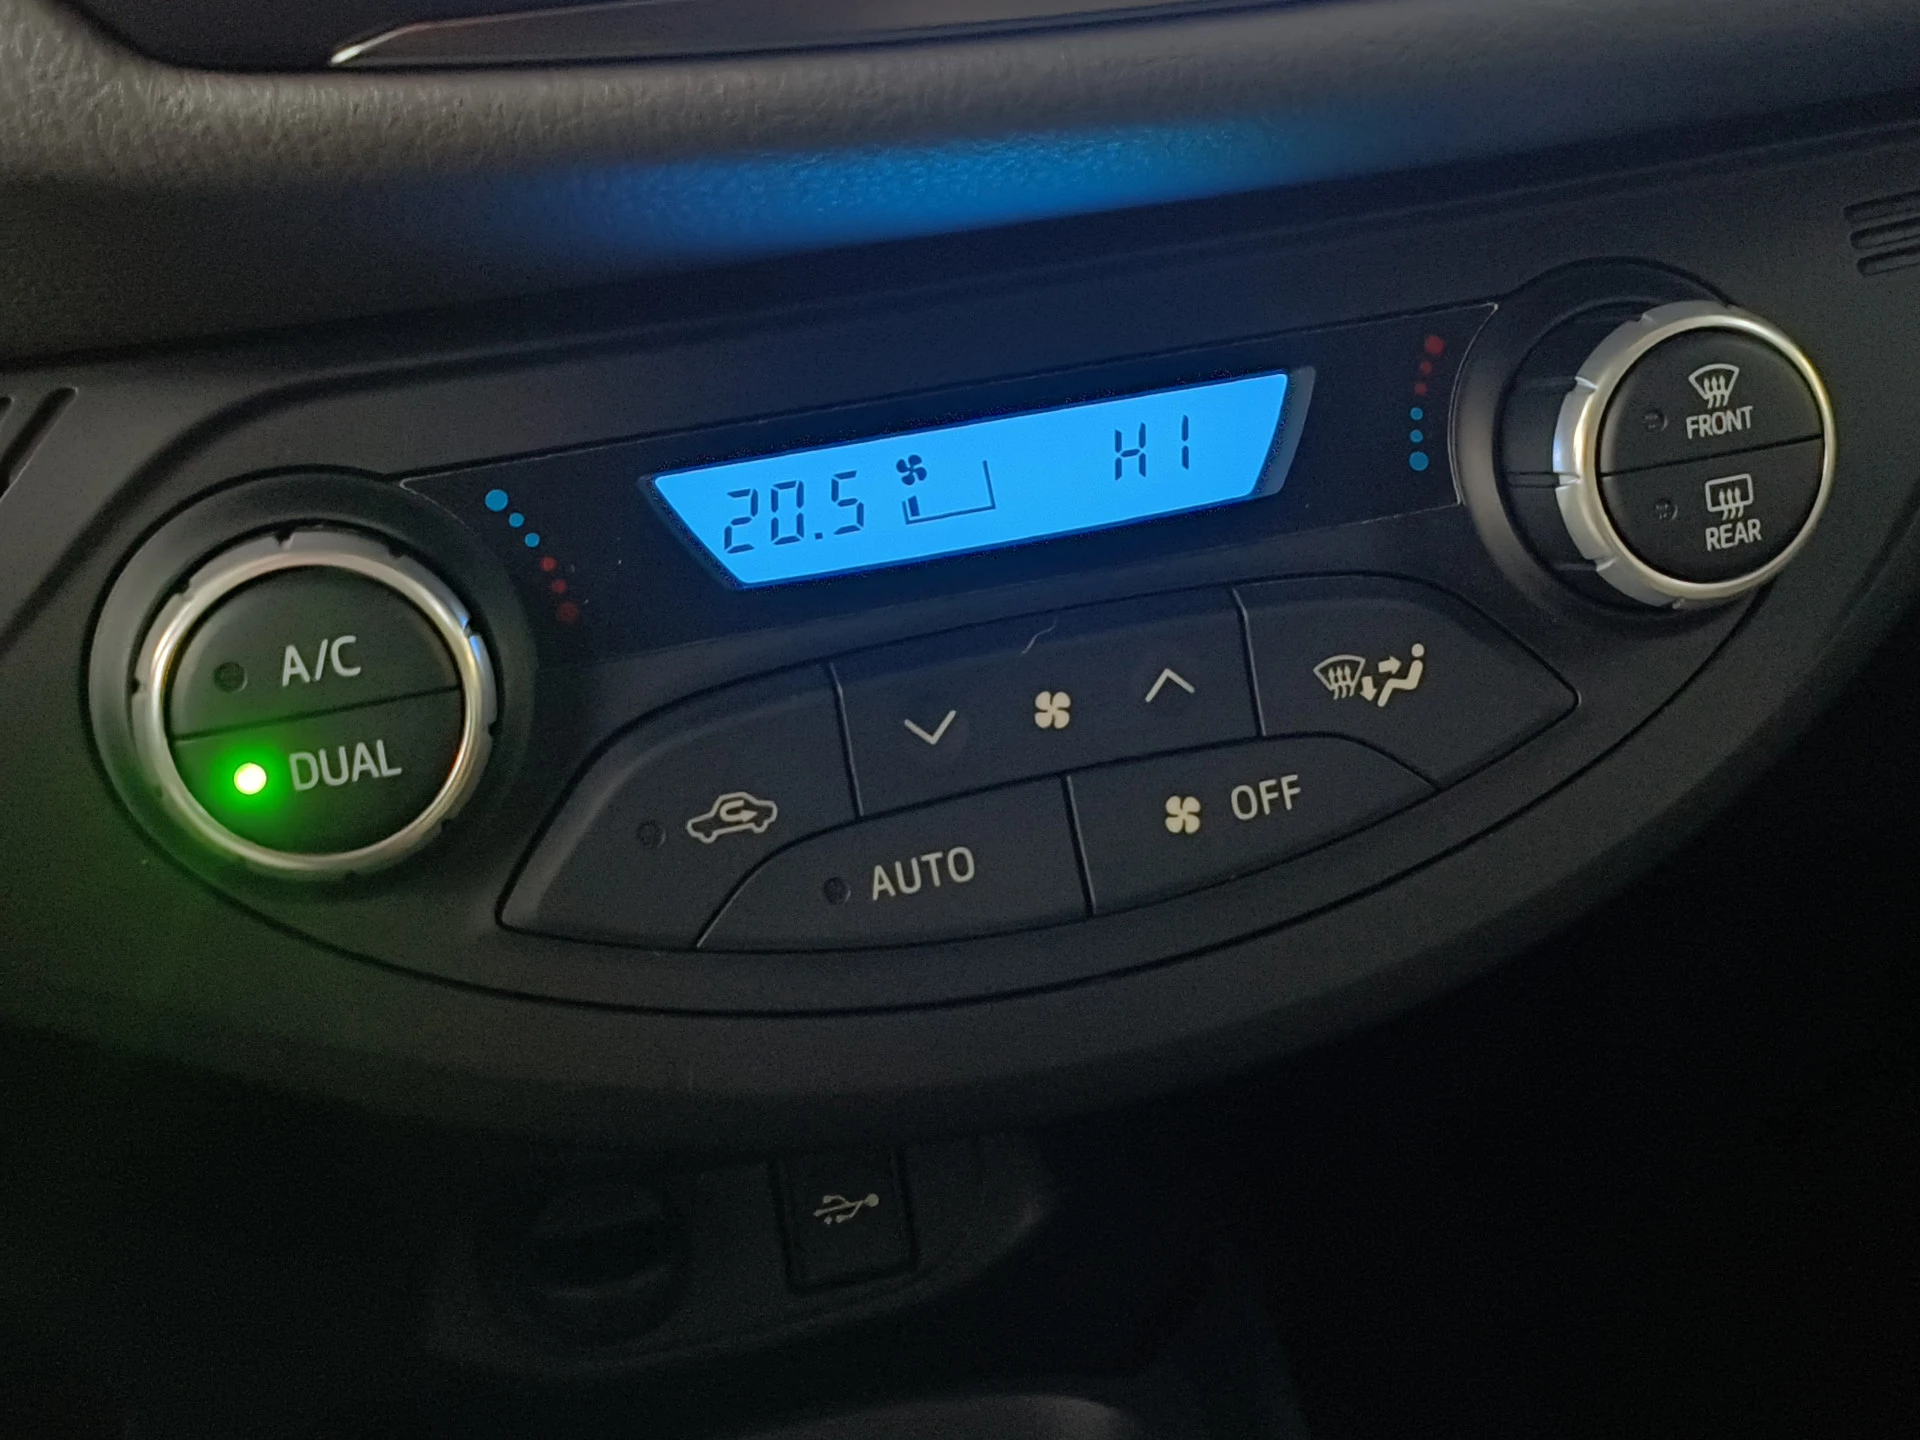 20.5 HI
FRONT
REAR
A/C
DUAL
AUTO
OFF